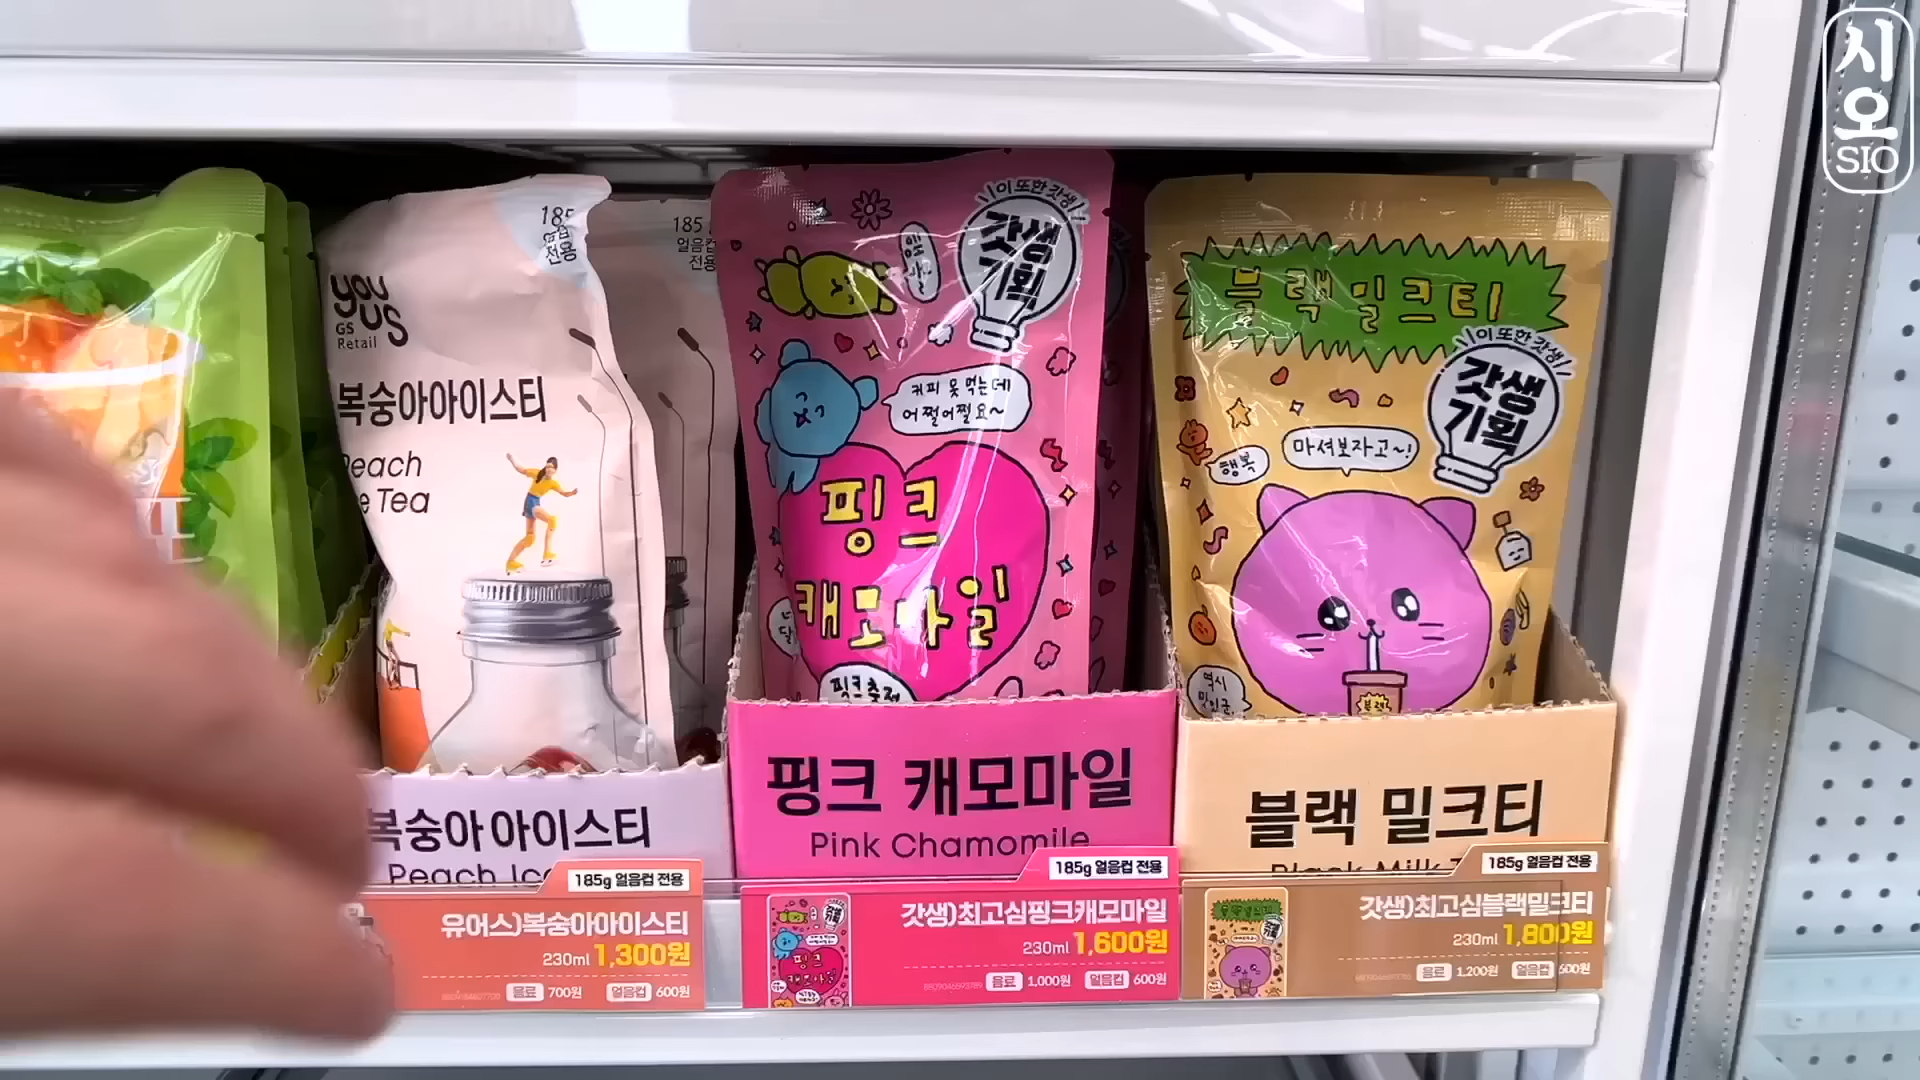 시오
SIO
you
us
GS
Retail
복숭아아이스티
Tea
185
전용
185
얼음컵
전용
이 또한 갓생
갓생
기획
커피 못 먹는데
어쩔어쩔요~
핑크
캐모마일
블랙밀크티
이 또한 갓생
갓생
기획
마셔보자고~!
행복
역시
블랙
복숭아 아이스티
Peach
핑크 캐모마일
Pink Chamomile
블랙 밀크티
Black Milk
185g 얼음컵 전용
유어스)복숭아아이스티
230ml 1,300원
음료 700원 얼음컵 600원
185g 얼음컵 전용
갓생)최고심핑크캐모마일
230ml 1,600원
음료 1,000원 얼음컵 600원
185g 얼음컵 전용
갓생)최고심블랙밀크티
230ml 1,800원
음료 1,200원 얼음컵 600원